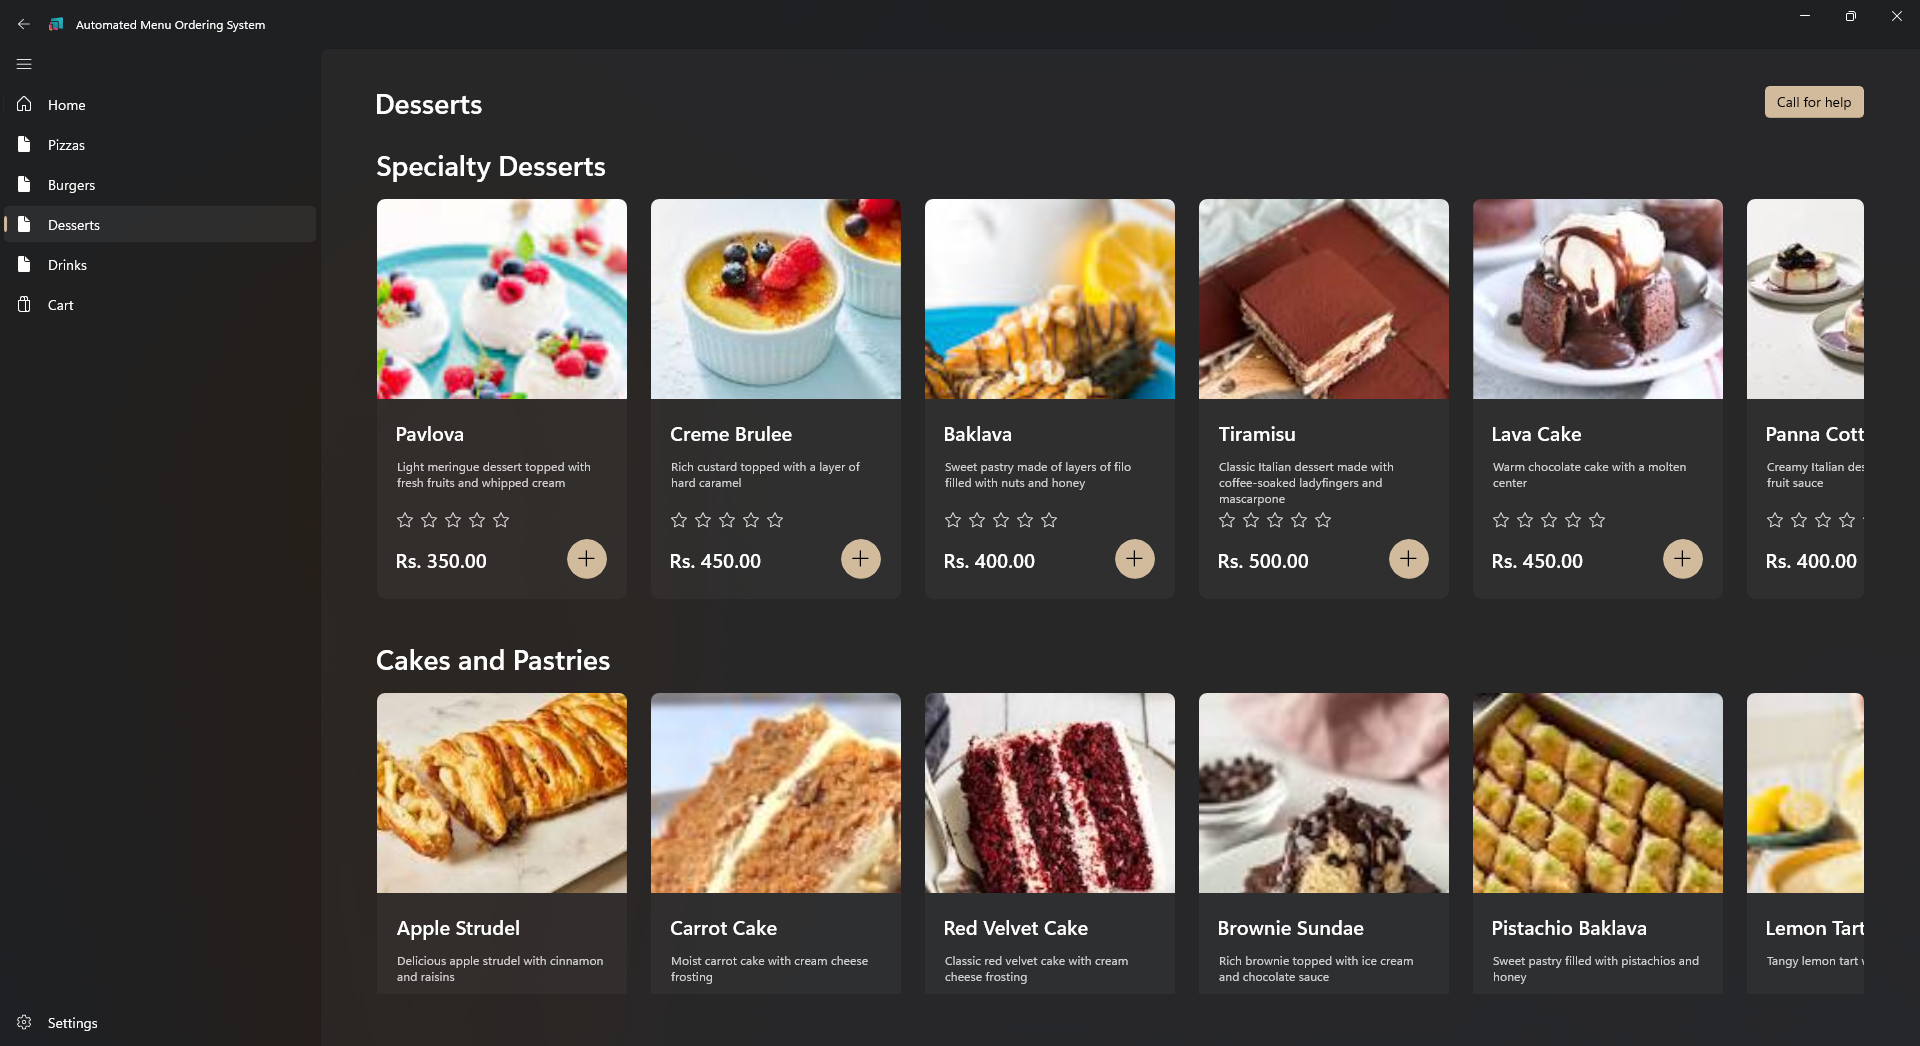 Automated Menu Ordering System
Home
Pizzas
Burgers
Desserts
Drinks
Cart
Settings
Desserts
Call for help
Specialty Desserts
Pavlova
Light meringue dessert topped with
fresh fruits and whipped cream
Rs. 350.00
Creme Brulee
Rich custard topped with a layer of
hard caramel
Rs. 450.00
Baklava
Sweet pastry made of layers of filo
filled with nuts and honey
Rs. 400.00
Tiramisu
Classic Italian dessert made with
coffee-soaked ladyfingers and
mascarpone
Rs. 500.00
Lava Cake
Warm chocolate cake with a molten
center
Rs. 450.00
Panna Cott
Creamy Italian des
fruit sauce
Rs. 400.00
Cakes and Pastries
Apple Strudel
Delicious apple strudel with cinnamon
and raisins
Carrot Cake
Moist carrot cake with cream cheese
frosting
Red Velvet Cake
Classic red velvet cake with cream
cheese frosting
Brownie Sundae
Rich brownie topped with ice cream
and chocolate sauce
Pistachio Baklava
Sweet pastry filled with pistachios and
honey
Lemon Tart
Tangy lemon tart